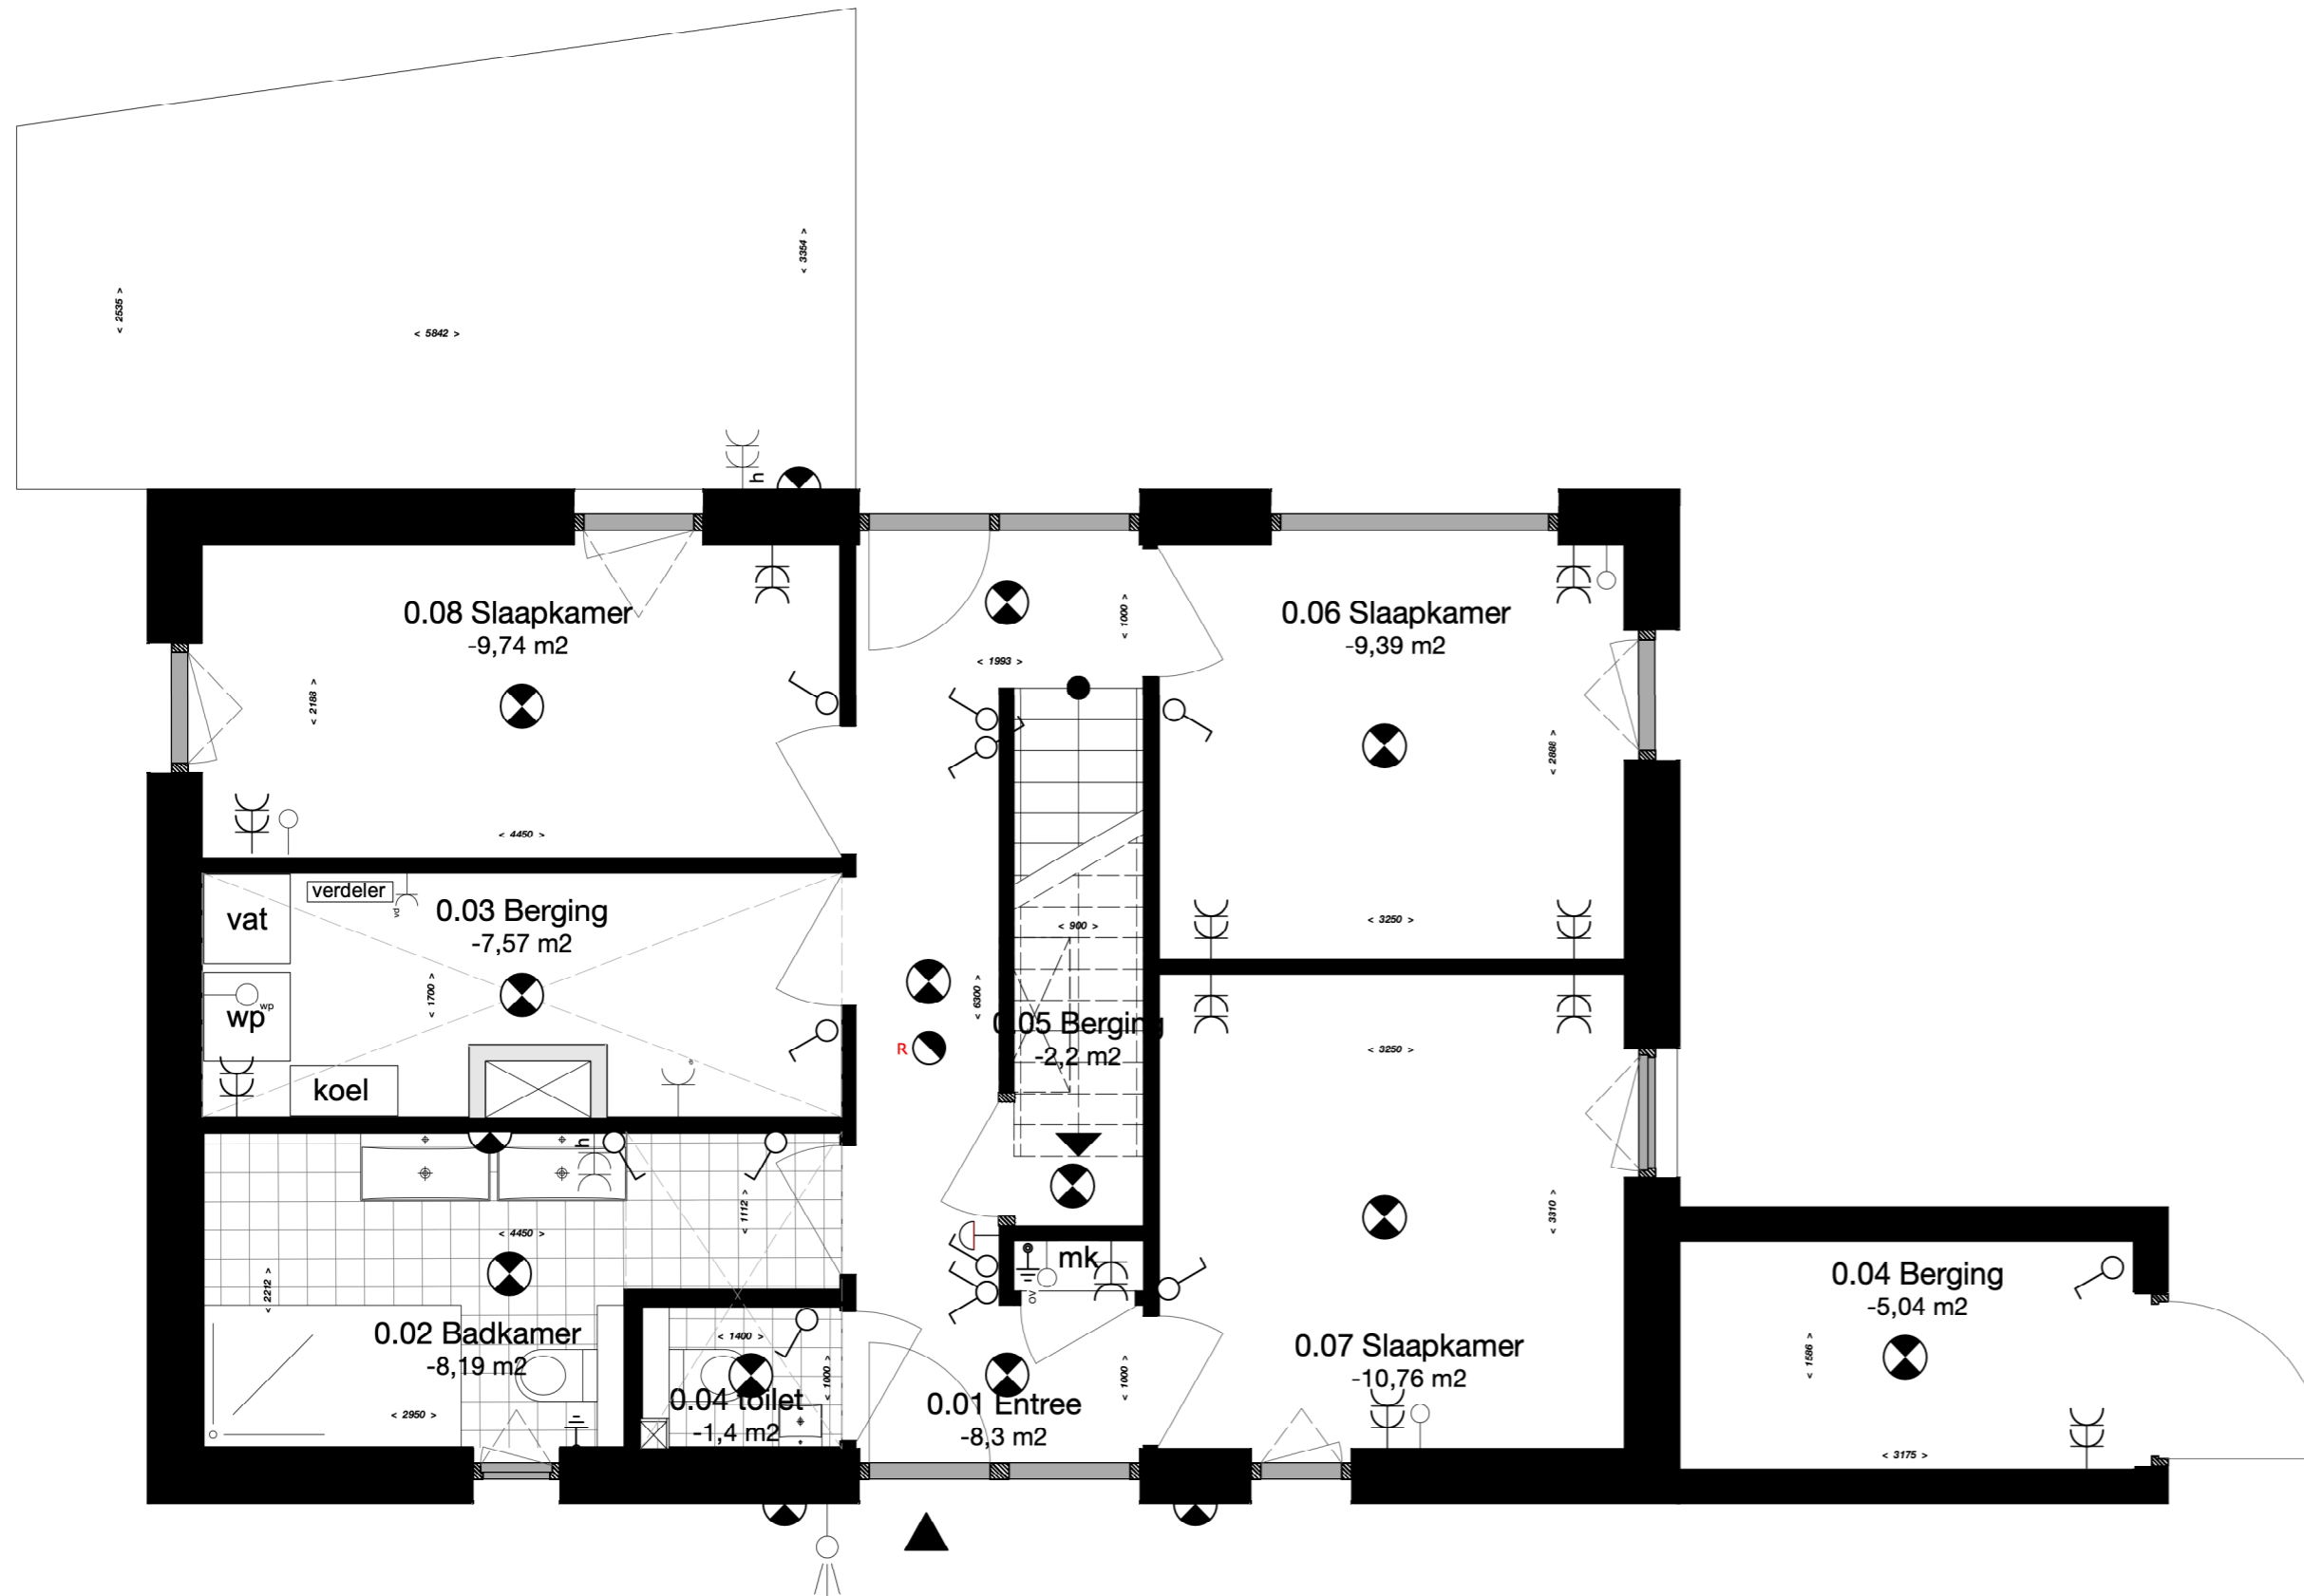 < 3354 >
< 2535 >
< 5842 >
h
0.08 Slaapkamer
-9,74 m2
0.06 Slaapkamer
-9,39 m2
< 1000 >
< 1993 >
< 2188 >
< 2888 >
< 4450 >
verdeler
vd
vat
0.03 Berging
-7,57 m2
< 900 >
< 3250 >
< 1700 >
< 6300 >
wp
wp
0.05 Berging
-2,2 m2
R
< 3250 >
koel
h
< 1112 >
< 3310 >
< 4450 >
mk
ov
< 2212 >
0.04 Berging
-5,04 m2
0.02 Badkamer
-8,19 m2
< 1400 >
0.07 Slaapkamer
-10,76 m2
< 1586 >
< 1000 >
< 1000 >
0.04 toilet
-1,4 m2
0.01 Entree
-8,3 m2
< 2950 >
< 3175 >